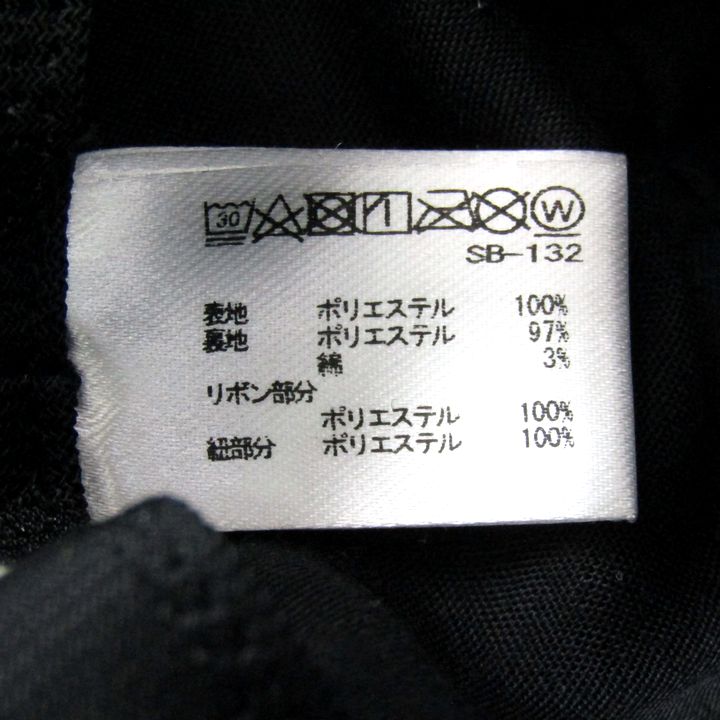 30 W
SB-132
表地 ポリエステル 100%
裏地 ポリエステル 97%
綿 3%
リボン部分
ポリエステル 100%
紐部分 ポリエステル 100%